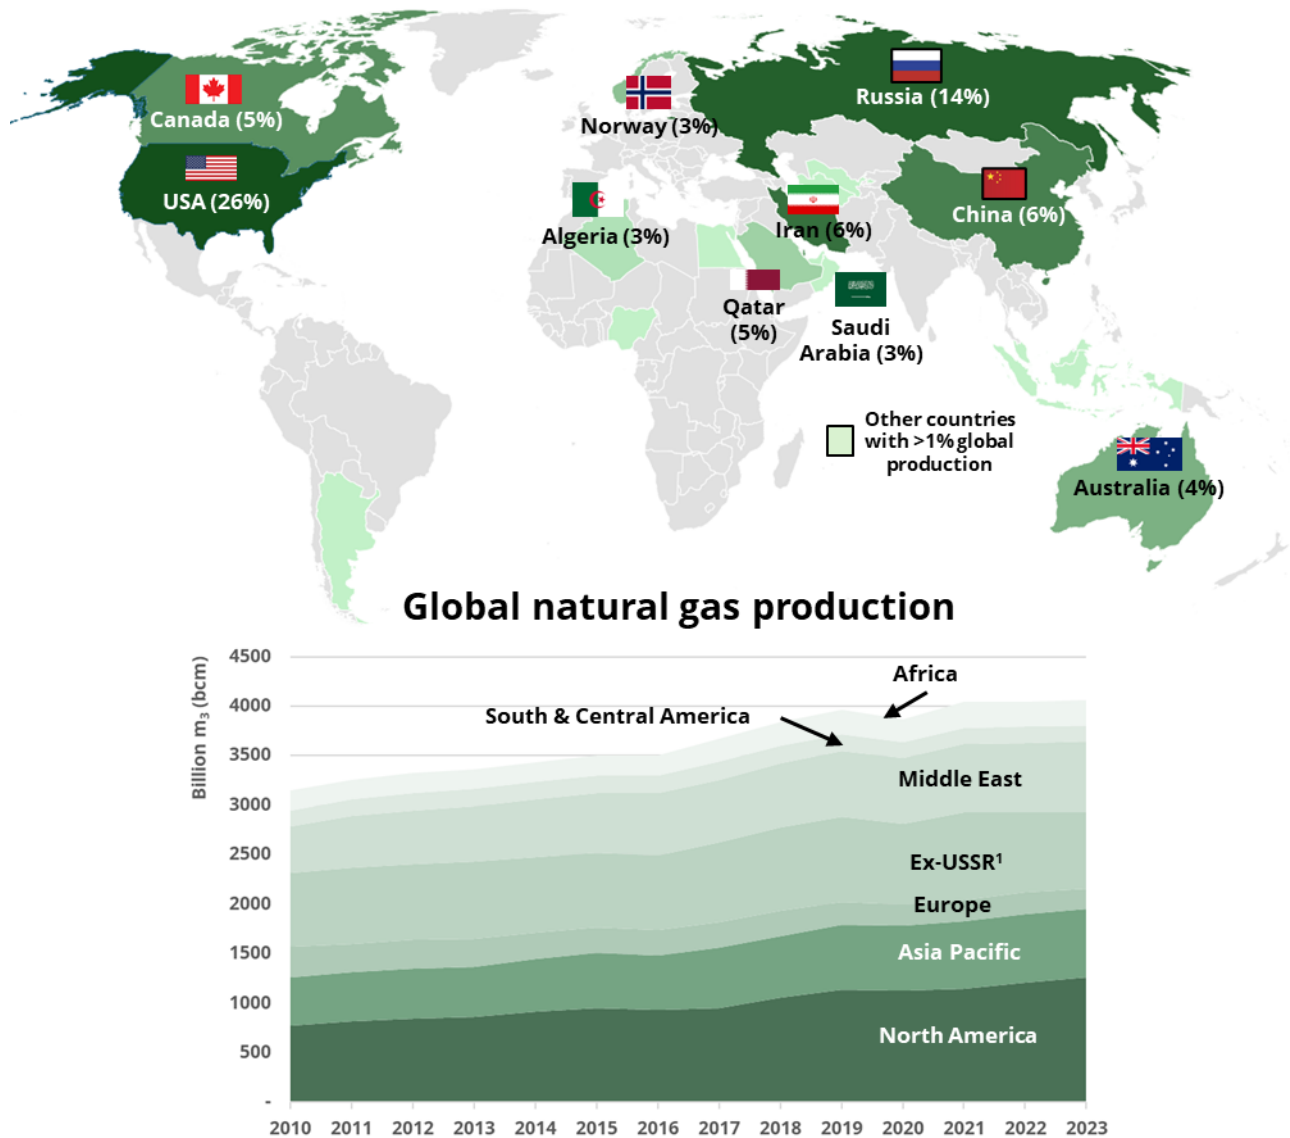 Canada (5%)
USA (26%)
Norway (3%)
Russia (14%)
China (6%)
Algeria (3%)
Iran (6%)
Qatar
(5%)
Saudi
Arabia (3%)
Other countries
with >1% global
production
Australia (4%)
Global natural gas production
Billion m₃ (bcm)
4500
4000
3500
3000
2500
2000
1500
1000
500
-
Africa
South & Central America
Middle East
Ex-USSR¹
Europe
Asia Pacific
North America
2010 2011 2012 2013 2014 2015 2016 2017 2018 2019 2020 2021 2022 2023